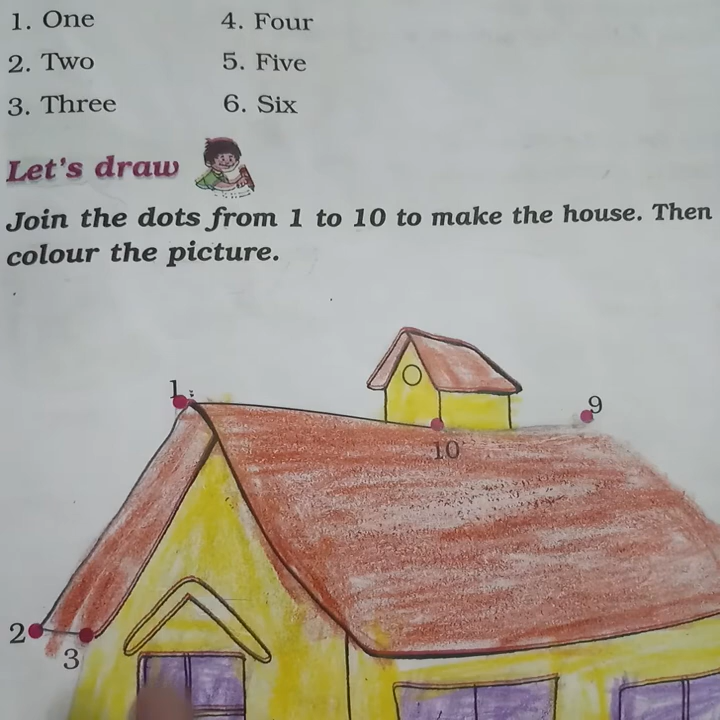 1. One
2. Two
3. Three
4. Four
5. Five
6. Six
Let's draw
Join the dots from 1 to 10 to make the house. Then
colour the picture.
1
9
10
2
3